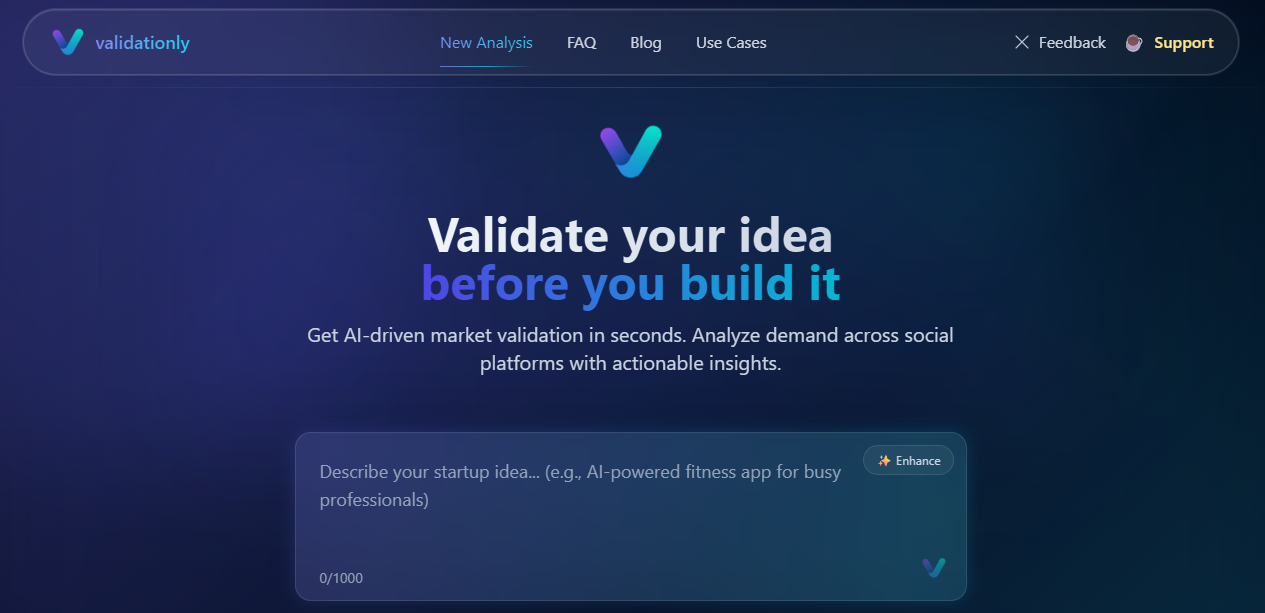 validationly
New Analysis
FAQ
Blog
Use Cases
Feedback
Support
Validate your idea
before you build it
Get AI-driven market validation in seconds. Analyze demand across social
platforms with actionable insights.
Describe your startup idea... (e.g., AI-powered fitness app for busy
professionals)
Enhance
0/1000